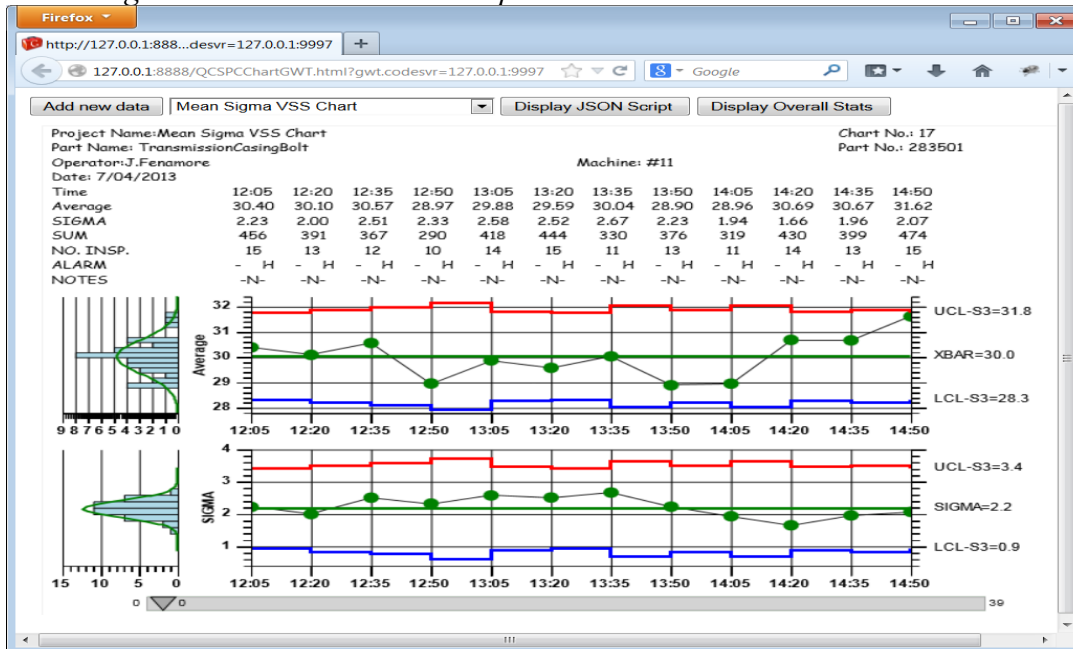 Firefox
http://127.0.0.1:888...desvr=127.0.0.1:9997
127.0.0.1:8888/QCSPCChartGWT.html?gwt.codesvr=127.0.0.1:9997 Google
Add new data Mean Sigma VSS Chart Display JSON Script Display Overall Stats
Project Name:Mean Sigma VSS Chart Chart No.: 17
Part Name: TransmissionCasingBolt Part No.: 283501
Operator:J.Fenamore Machine: #11
Date: 7/04/2013
Time 12:05 12:20 12:35 12:50 13:05 13:20 13:35 13:50 14:05 14:20 14:35 14:50
Average 30.40 30.10 30.57 28.97 29.88 29.59 30.04 28.90 28.96 30.69 30.67 31.62
SIGMA 2.23 2.00 2.51 2.33 2.58 2.52 2.67 2.23 1.94 1.66 1.96 2.07
SUM 456 391 367 290 418 444 330 376 319 430 399 474
NO. INSP. 15 13 12 10 14 15 11 13 11 14 13 15
ALARM - H - H - H - H - H - H - H - H - H - H - H - H
NOTES -N- -N- -N- -N- -N- -N- -N- -N- -N- -N- -N- -N-
32 UCL-S3=31.8
31
Average
30 XBAR=30.0
29
28 LCL-S3=28.3
9 8 7 6 5 4 3 2 1 0 12:05 12:20 12:35 12:50 13:05 13:20 13:35 13:50 14:05 14:20 14:35 14:50
4
UCL-S3=3.4
3
SIGMA
2 SIGMA=2.2
1 LCL-S3=0.9
15 10 5 0 12:05 12:20 12:35 12:50 13:05 13:20 13:35 13:50 14:05 14:20 14:35 14:50
0 0 39